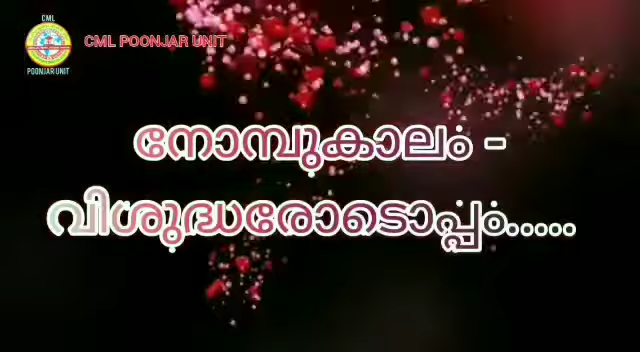 CML
POONJAR UNIT
CML POONJAR UNIT
നോമ്പുകാലം -
വിശുദ്ധരോടൊപ്പം.....